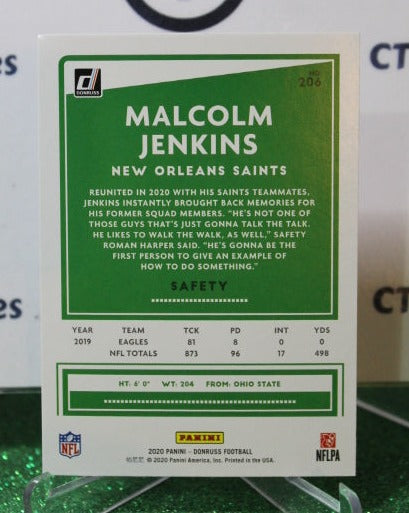 CT
es
DONRUSS
NO.
206
MALCOLM
JENKINS
NEW ORLEANS SAINTS
REUNITED IN 2020 WITH HIS SAINTS TEAMMATES,
JENKINS INSTANTLY BROUGHT BACK MEMORIES FOR
HIS FORMER SQUAD MEMBERS. "HE'S NOT ONE OF
THOSE GUYS THAT'S JUST GONNA TALK THE TALK.
HE LIKES TO WALK THE WALK, AS WELL," SAFETY
ROMAN HARPER SAID. "HE'S GONNA BE THE
FIRST PERSON TO GIVE AN EXAMPLE OF
HOW TO DO SOMETHING."
SAFETY
YEAR TEAM TCK PD INT YDS
2019 EAGLES 81 8 0 0
NFL TOTALS 873 96 17 498
HT: 6' 0" WT: 204 FROM: OHIO STATE
NFL
PANINI
NFLPA
2020 PANINI - DONRUSS FOOTBALL
© 2020 Panini America, Inc. Printed in the USA.